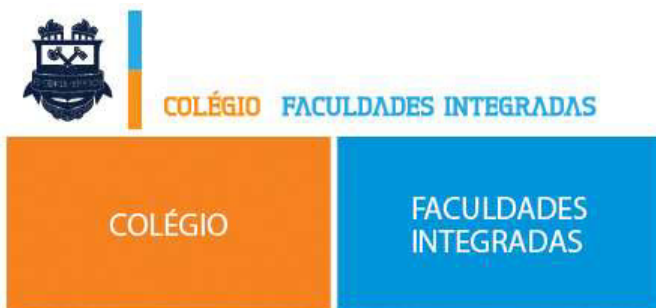 COLÉGIO FACULDADES INTEGRADAS
COLÉGIO
FACULDADES
INTEGRADAS